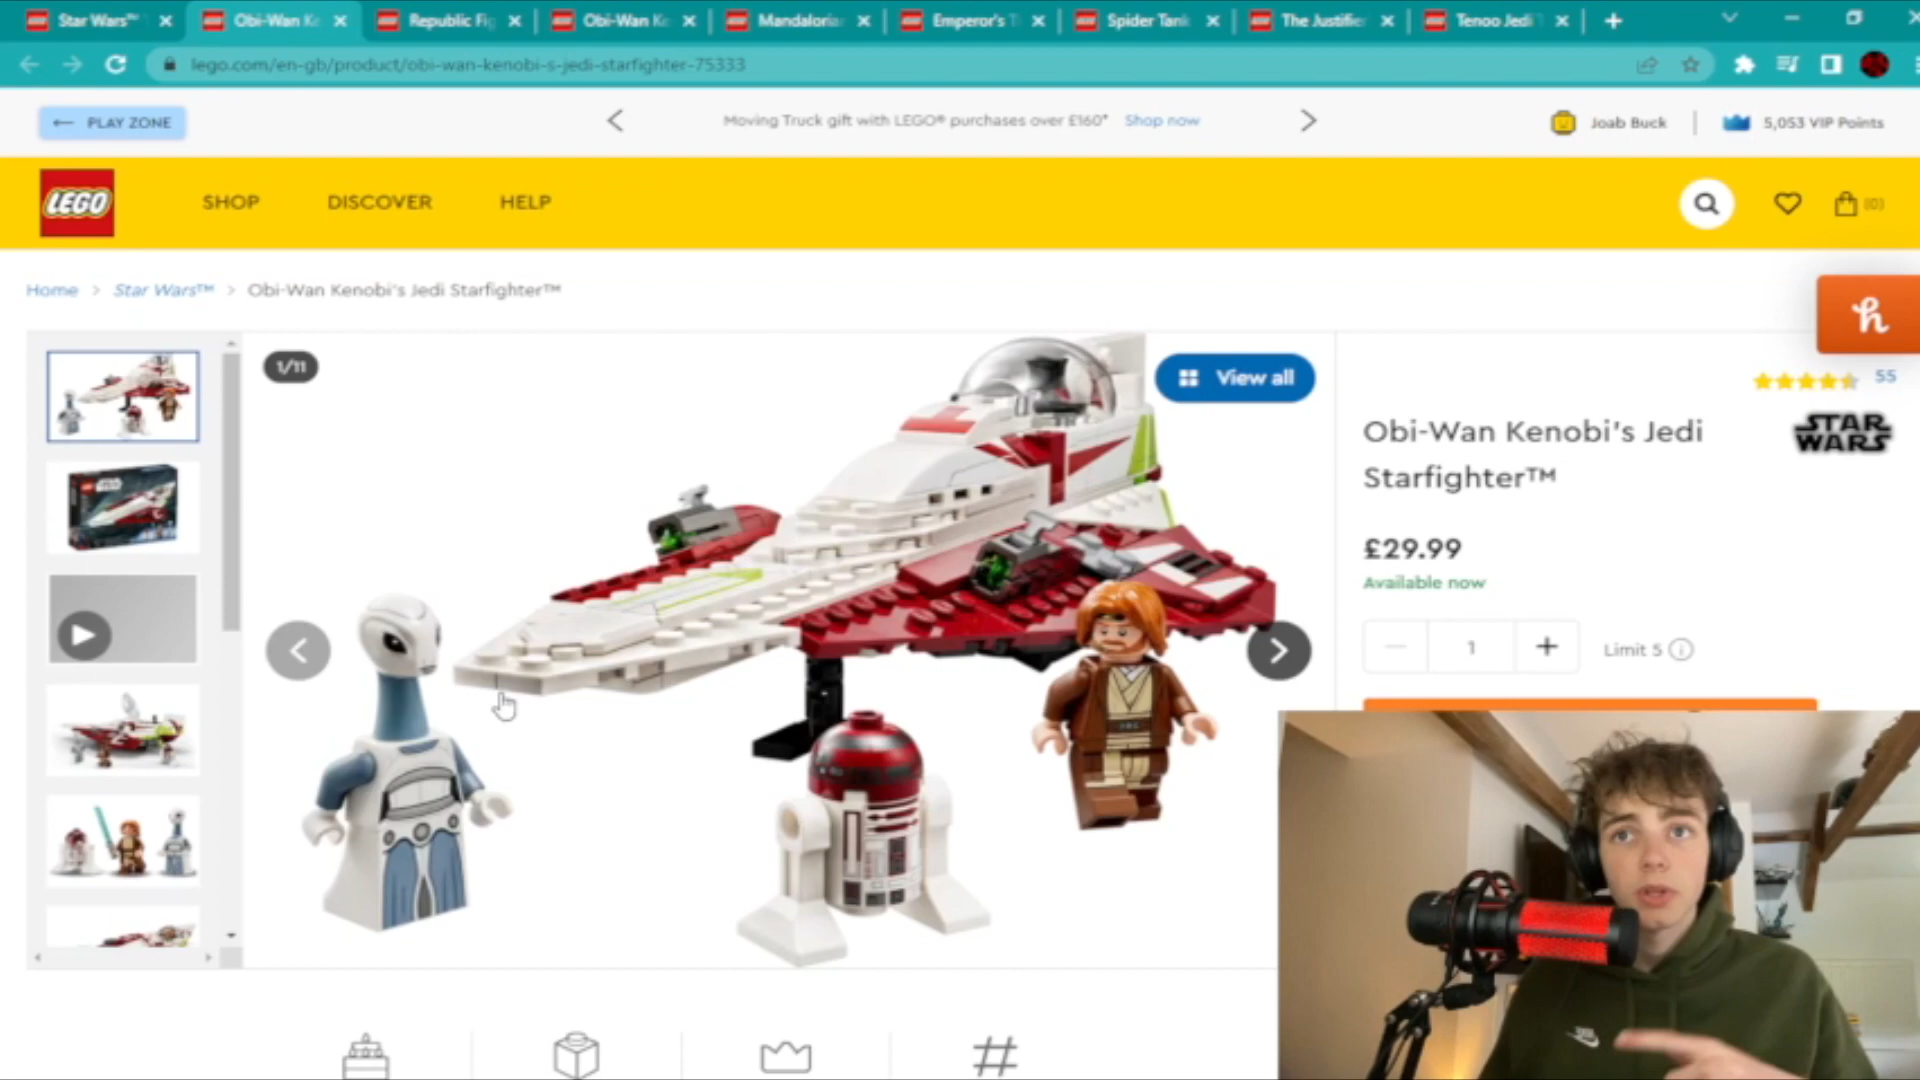 Star Wars™
Obi-Wan Ke
Republic Fig
Obi-Wan Ke
Mandaloria
Emperor's T
Spider Tank
The Justifier
Tenoo Jedi T
lego.com/en-gb/product/obi-wan-kenobi-s-jedi-starfighter-75333
← PLAY ZONE
Moving Truck gift with LEGO® purchases over £160* Shop now
Joab Buck
5,053 VIP Points
LEGO
SHOP
DISCOVER
HELP
(0)
Home > Star Wars™ > Obi-Wan Kenobi's Jedi Starfighter™
1/11
View all
55
Obi-Wan Kenobi's Jedi
Starfighter™
STAR
WARS
£29.99
Available now
1
Limit 5